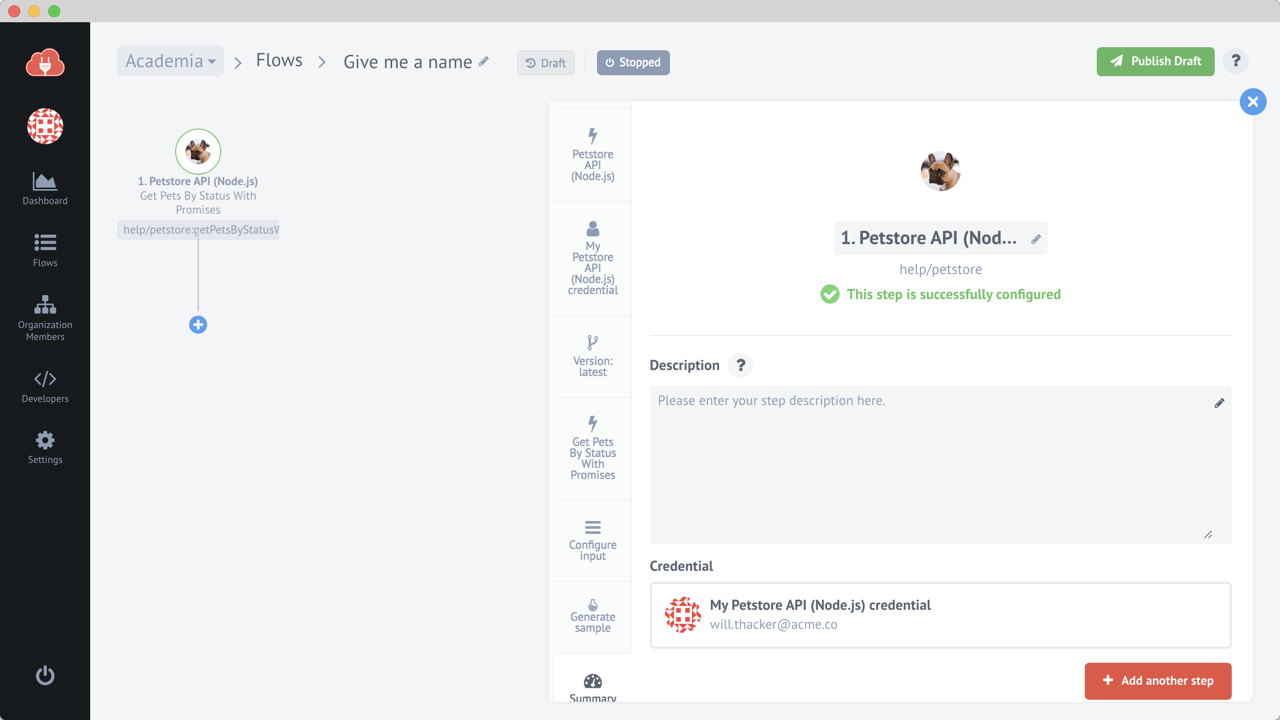 Academia
Flows
Give me a name
Draft
Stopped
Publish Draft
?
Dashboard
Flows
Organization
Members
Developers
Settings
1. Petstore API (Node.js)
Get Pets By Status With
Promises
help/petstore:getPetsByStatusW
Petstore
API
(Node.js)
My
Petstore
API
(Node.js)
credential
Version:
latest
Get Pets
By Status
With
Promises
Configure
input
Generate
sample
Summary
1. Petstore API (Nod...
help/petstore
This step is successfully configured
Description ?
Please enter your step description here.
Credential
My Petstore API (Node.js) credential
will.thacker@acme.co
Add another step